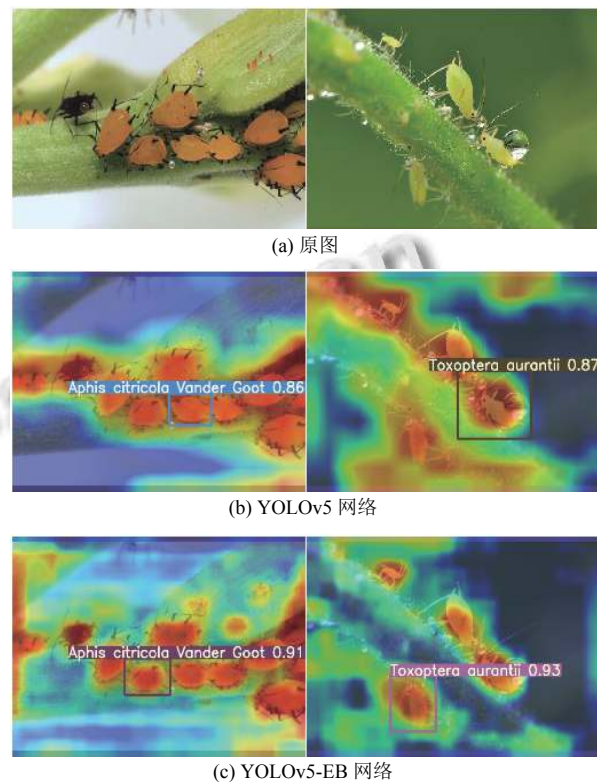 (a) 原图
Aphis citricola Vander Goot 0.86
Toxoptera aurantii 0.87
(b) YOLOv5 网络
Aphis citricola Vander Goot 0.91
Toxoptera aurantii 0.93
(c) YOLOv5-EB 网络